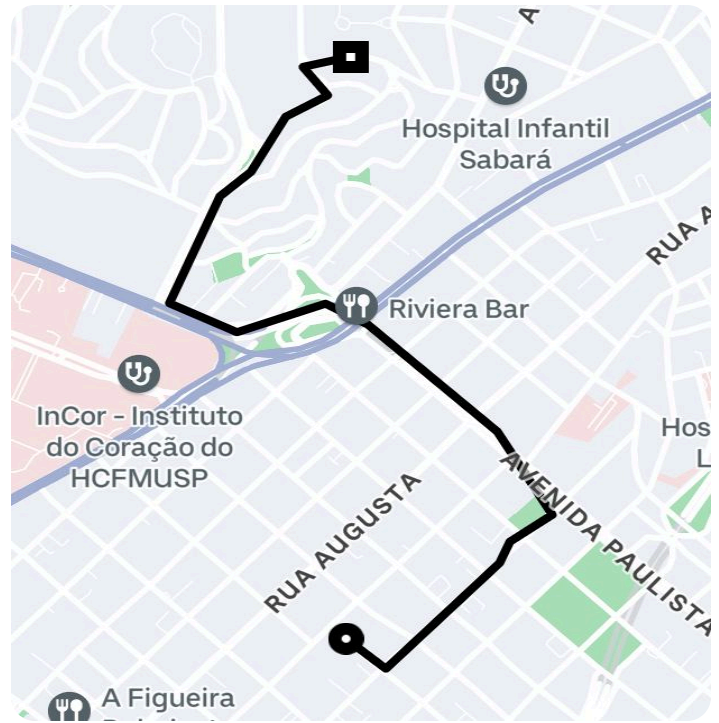 A
Hospital Infantil
Sabará
RUA A
Riviera Bar
InCor - Instituto
do Coração do
HCFMUSP
Hos
L
AVENIDA PAULISTA
RUA AUGUSTA
A Figueira